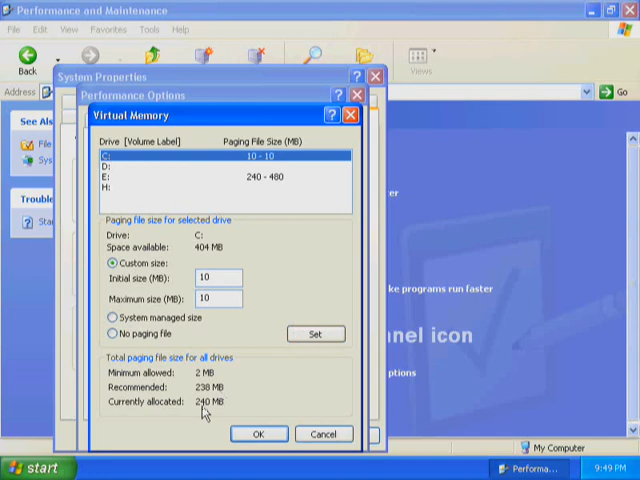 Performance and Maintenance
File Edit View Favorites Tools Help
Back
Views
Address
Go
System Properties
Performance Options
Virtual Memory
See Als
File
Sys
Trouble
Star
Drive [Volume Label] Paging File Size (MB)
C: 10 - 10
D:
E: 240 - 480
H:
Paging file size for selected drive
Drive: C:
Space available: 404 MB
Custom size:
Initial size (MB): 10
Maximum size (MB): 10
System managed size
No paging file
Set
Total paging file size for all drives
Minimum allowed: 2 MB
Recommended: 238 MB
Currently allocated: 240 MB
OK Cancel
ter
ke programs run faster
nel icon
ptions
My Computer
start
Performa...
9:49 PM